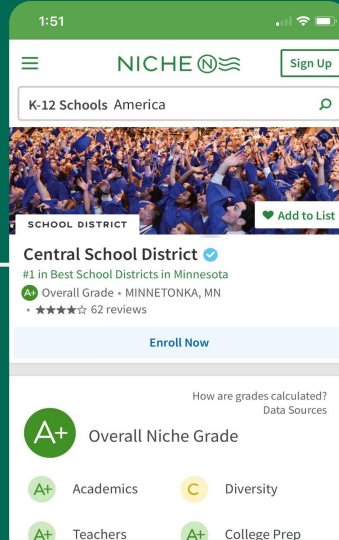 1:51
NICHE
Sign Up
K-12 Schools America
SCHOOL DISTRICT
Add to List
Central School District
#1 in Best School Districts in Minnesota
A+ Overall Grade • MINNETONKA, MN
• ★★★★☆ 62 reviews
Enroll Now
How are grades calculated?
Data Sources
A+ Overall Niche Grade
A+ Academics C Diversity
A+ Teachers A+ College Prep